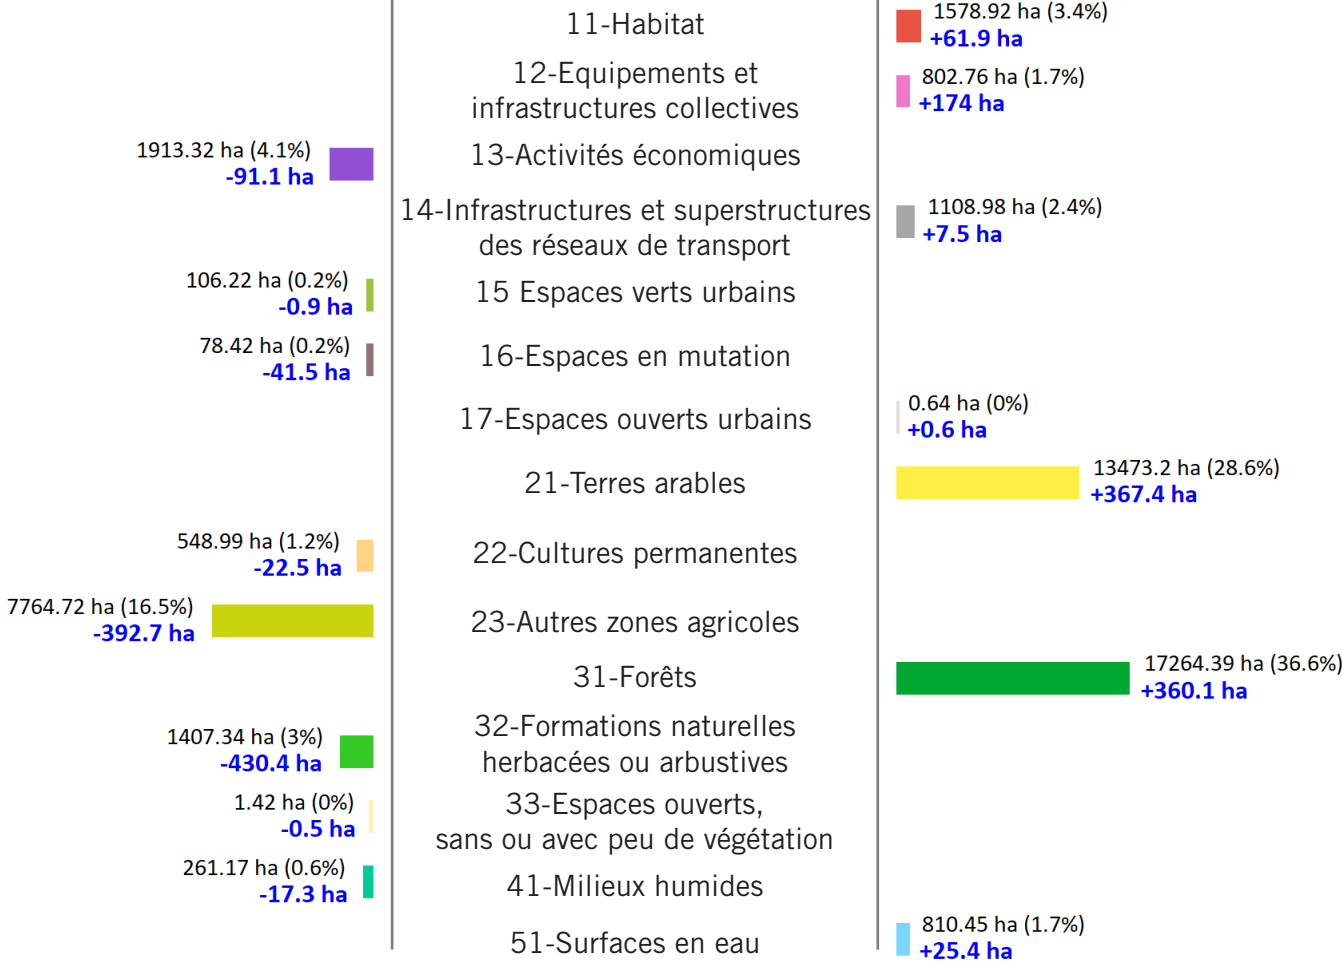 11-Habitat
1578.92 ha (3.4%)
+61.9 ha
12-Equipements et
infrastructures collectives
802.76 ha (1.7%)
+174 ha
1913.32 ha (4.1%)
-91.1 ha
13-Activités économiques
14-Infrastructures et superstructures
des réseaux de transport
1108.98 ha (2.4%)
+7.5 ha
106.22 ha (0.2%)
-0.9 ha
15 Espaces verts urbains
78.42 ha (0.2%)
-41.5 ha
16-Espaces en mutation
17-Espaces ouverts urbains
0.64 ha (0%)
+0.6 ha
21-Terres arables
13473.2 ha (28.6%)
+367.4 ha
548.99 ha (1.2%)
-22.5 ha
22-Cultures permanentes
7764.72 ha (16.5%)
-392.7 ha
23-Autres zones agricoles
31-Forêts
17264.39 ha (36.6%)
+360.1 ha
1407.34 ha (3%)
-430.4 ha
32-Formations naturelles
herbacées ou arbustives
1.42 ha (0%)
-0.5 ha
33-Espaces ouverts,
sans ou avec peu de végétation
261.17 ha (0.6%)
-17.3 ha
41-Milieux humides
51-Surfaces en eau
810.45 ha (1.7%)
+25.4 ha